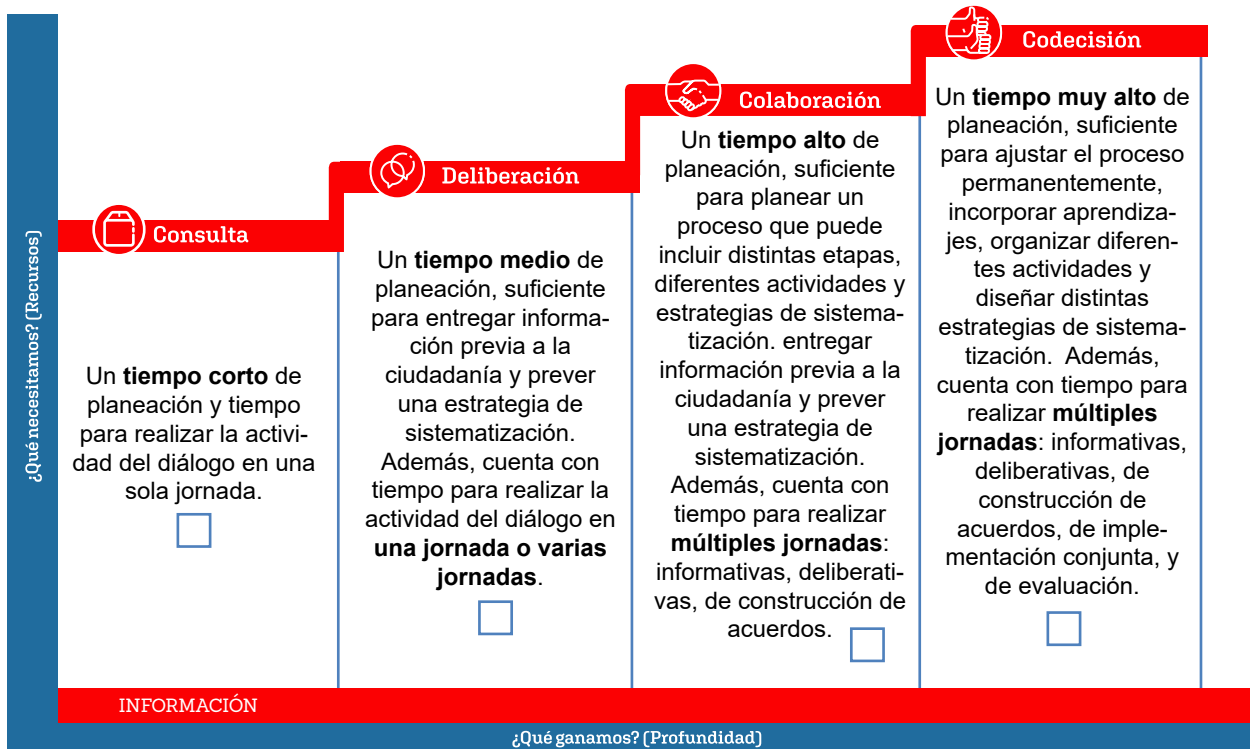 ¿Qué necesitamos? (Recursos)
Consulta
Un tiempo corto de
planeación y tiempo
para realizar la activi-
dad del diálogo en una
sola jornada.
Deliberación
Un tiempo medio de
planeación, suficiente
para entregar informa-
ción previa a la
ciudadanía y prever
una estrategia de
sistematización.
Además, cuenta con
tiempo para realizar la
actividad del diálogo en
una jornada o varias
jornadas.
Colaboración
Un tiempo alto de
planeación, suficiente
para planear un
proceso que puede
incluir distintas etapas,
diferentes actividades y
estrategias de sistema-
tización. entregar
información previa a la
ciudadanía y prever
una estrategia de
sistematización.
Además, cuenta con
tiempo para realizar
múltiples jornadas:
informativas, deliberati-
vas, de construcción de
acuerdos.
Codecisión
Un tiempo muy alto de
planeación, suficiente
para ajustar el proceso
permanentemente,
incorporar aprendiza-
jes, organizar diferen-
tes actividades y
diseñar distintas
estrategias de sistema-
tización. Además,
cuenta con tiempo para
realizar múltiples
jornadas: informativas,
deliberativas, de
construcción de
acuerdos, de imple-
mentación conjunta, y
de evaluación.
INFORMACIÓN
¿Qué ganamos? (Profundidad)